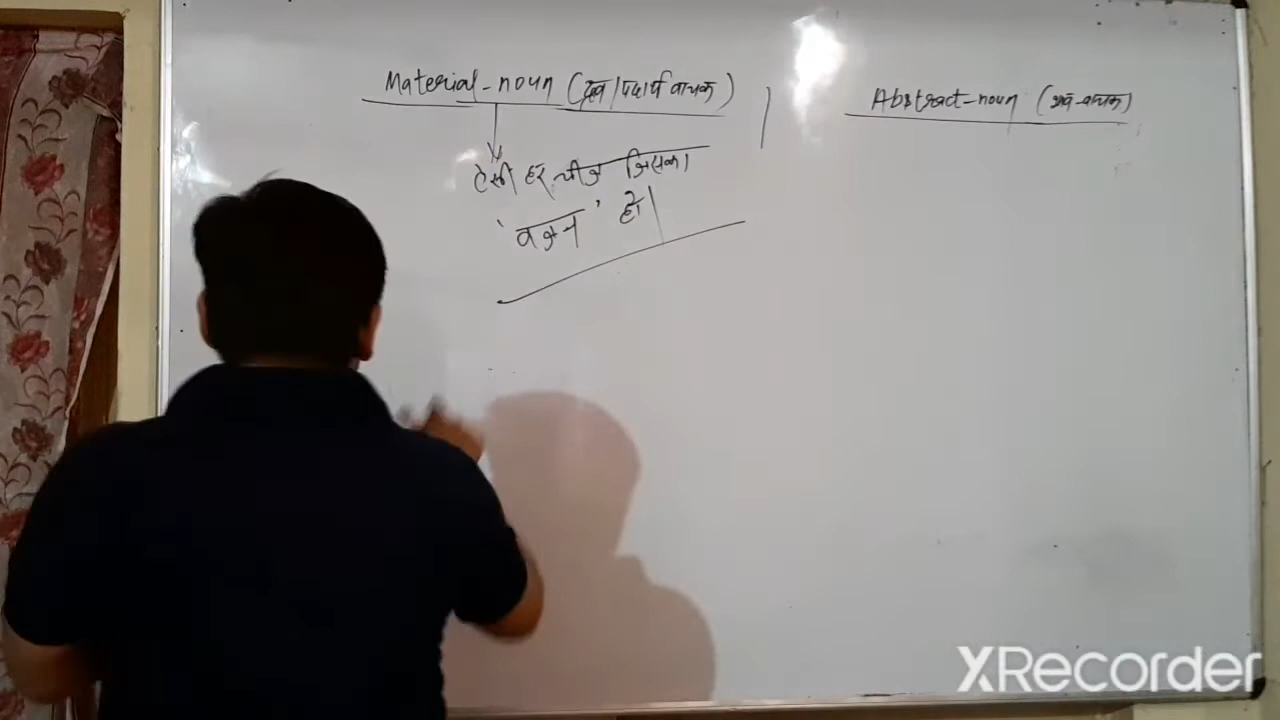 Material-noun (द्रव्य/पदार्थ वाचक)
ऐसी हर चीज जिसका
'वजन' हो।
Abstract-noun (भाव-वाचक)
XRecorder